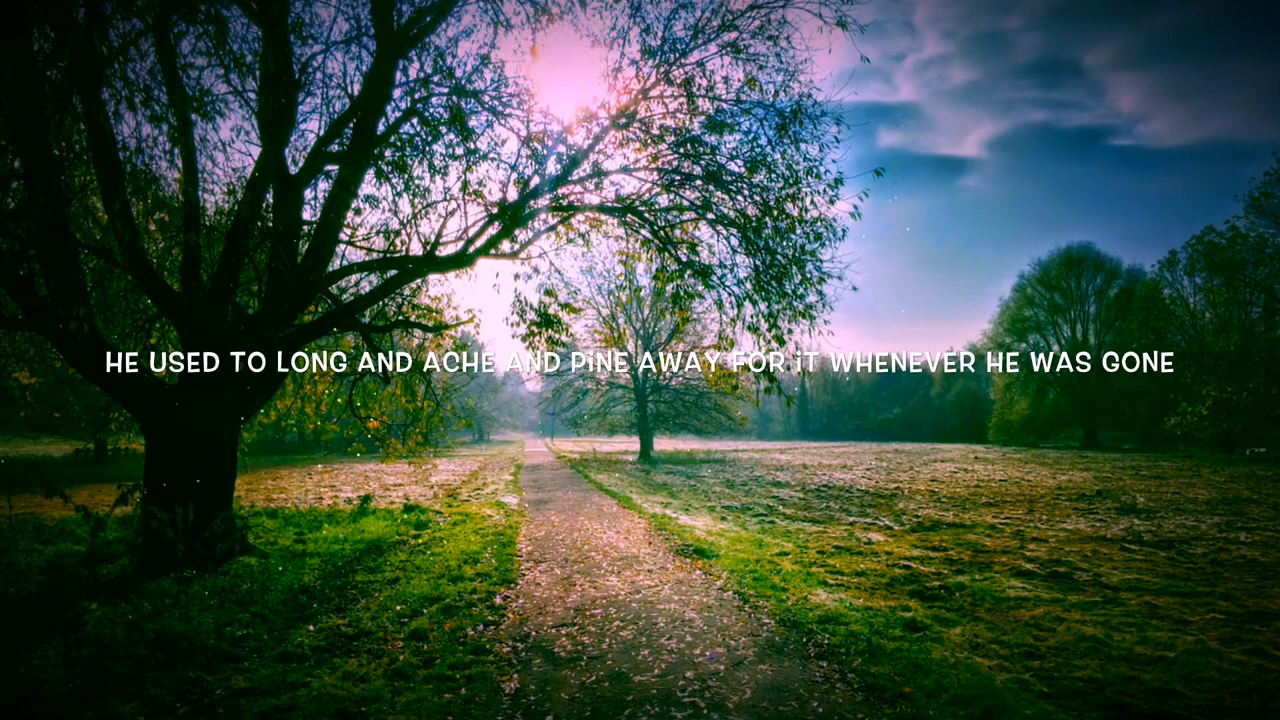 HE USED TO LONG AND ACHE AND PiNE AWAY FOR iT WHENEVER HE WAS GONE